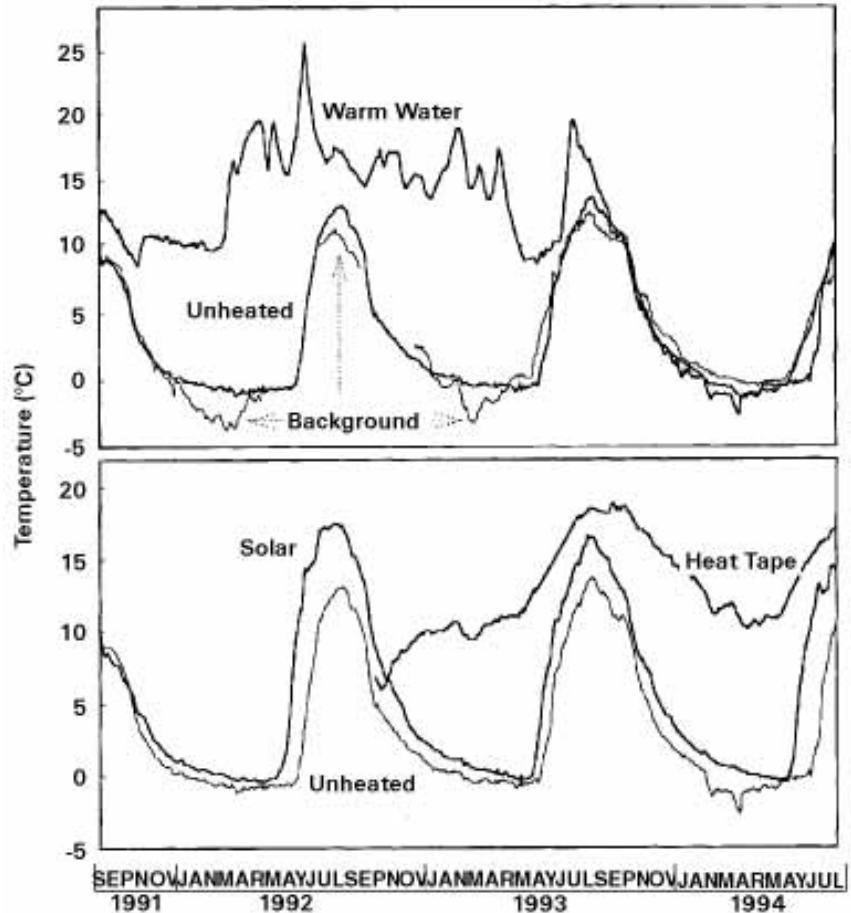 25
20
Warm Water
15
10
Unheated
5
0
Background
-5
Temperature (°C)
20
Solar
Heat Tape
15
10
5
0
Unheated
-5
SEPNOVJANMARMAYJULSEPNOVJANMARMAYJULSEPNOVJANMARMAYJUL
1991 1992 1993 1994